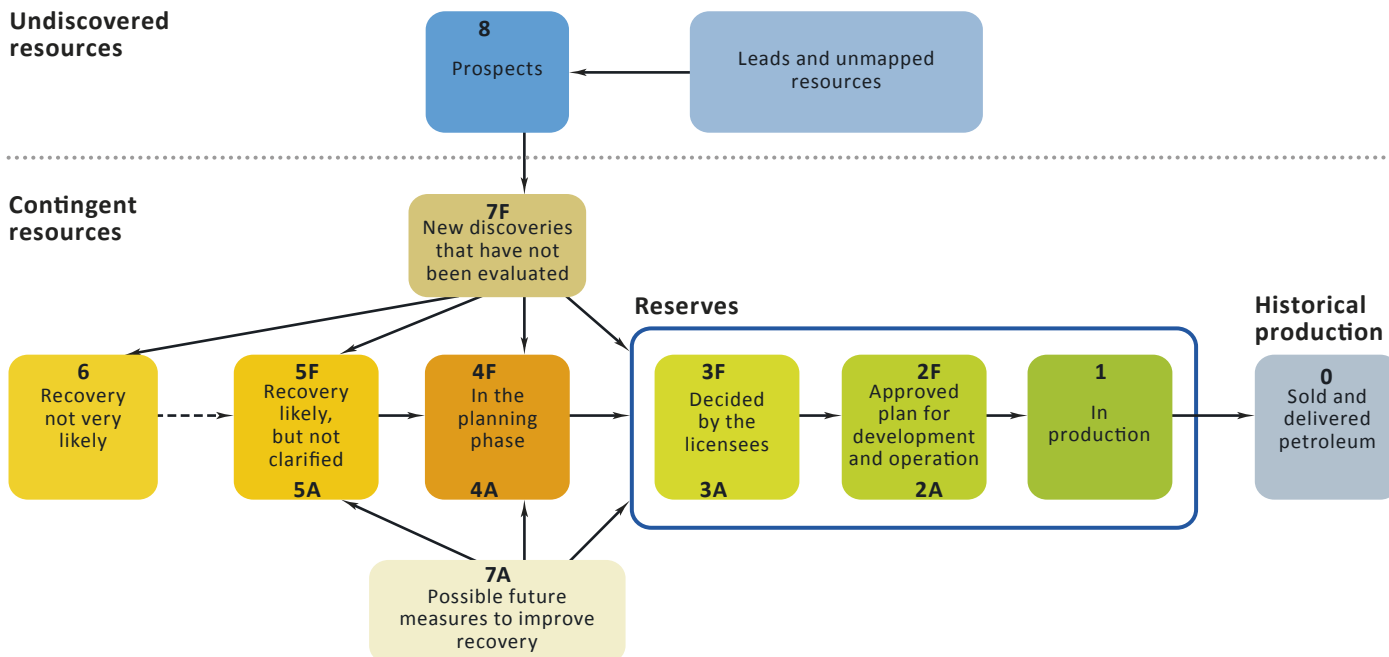 Undiscovered
resources
8
Prospects
Leads and unmapped
resources
Contingent
resources
7F
New discoveries
that have not
been evaluated
Reserves
Historical
production
6
Recovery
not very
likely
5F
Recovery
likely,
but not
clarified
5A
4F
In the
planning
phase
4A
3F
Decided
by the
licensees
3A
2F
Approved
plan for
development
and operation
2A
1
In
production
0
Sold and
delivered
petroleum
7A
Possible future
measures to improve
recovery